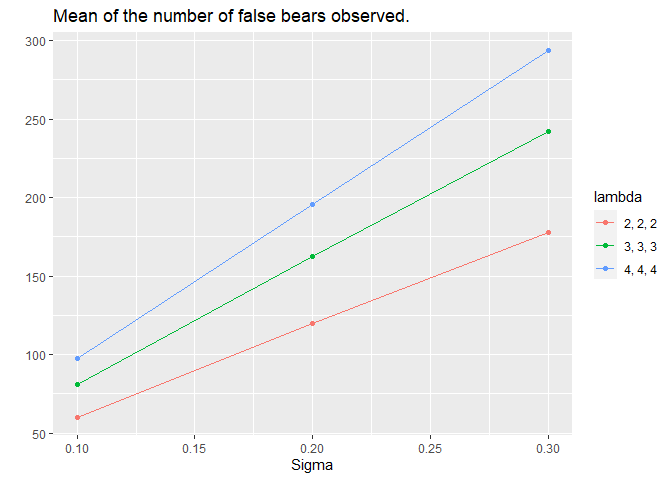 Mean of the number of false bears observed.
300
250
200
150
100
50
0.10 0.15 0.20 0.25 0.30
Sigma
lambda
2, 2, 2
3, 3, 3
4, 4, 4